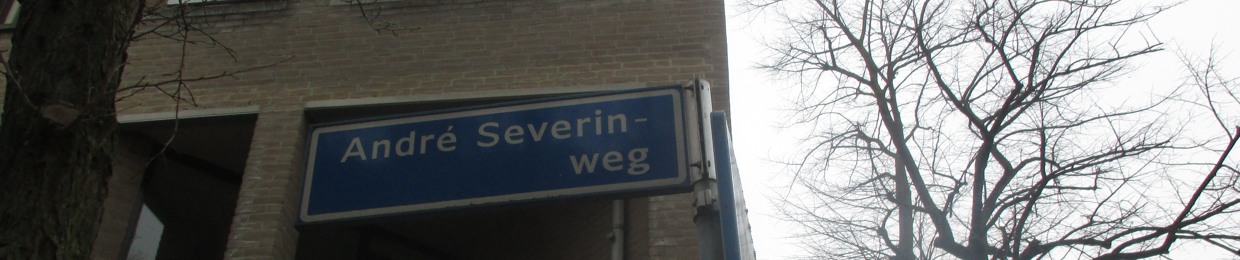 André Severin-
weg